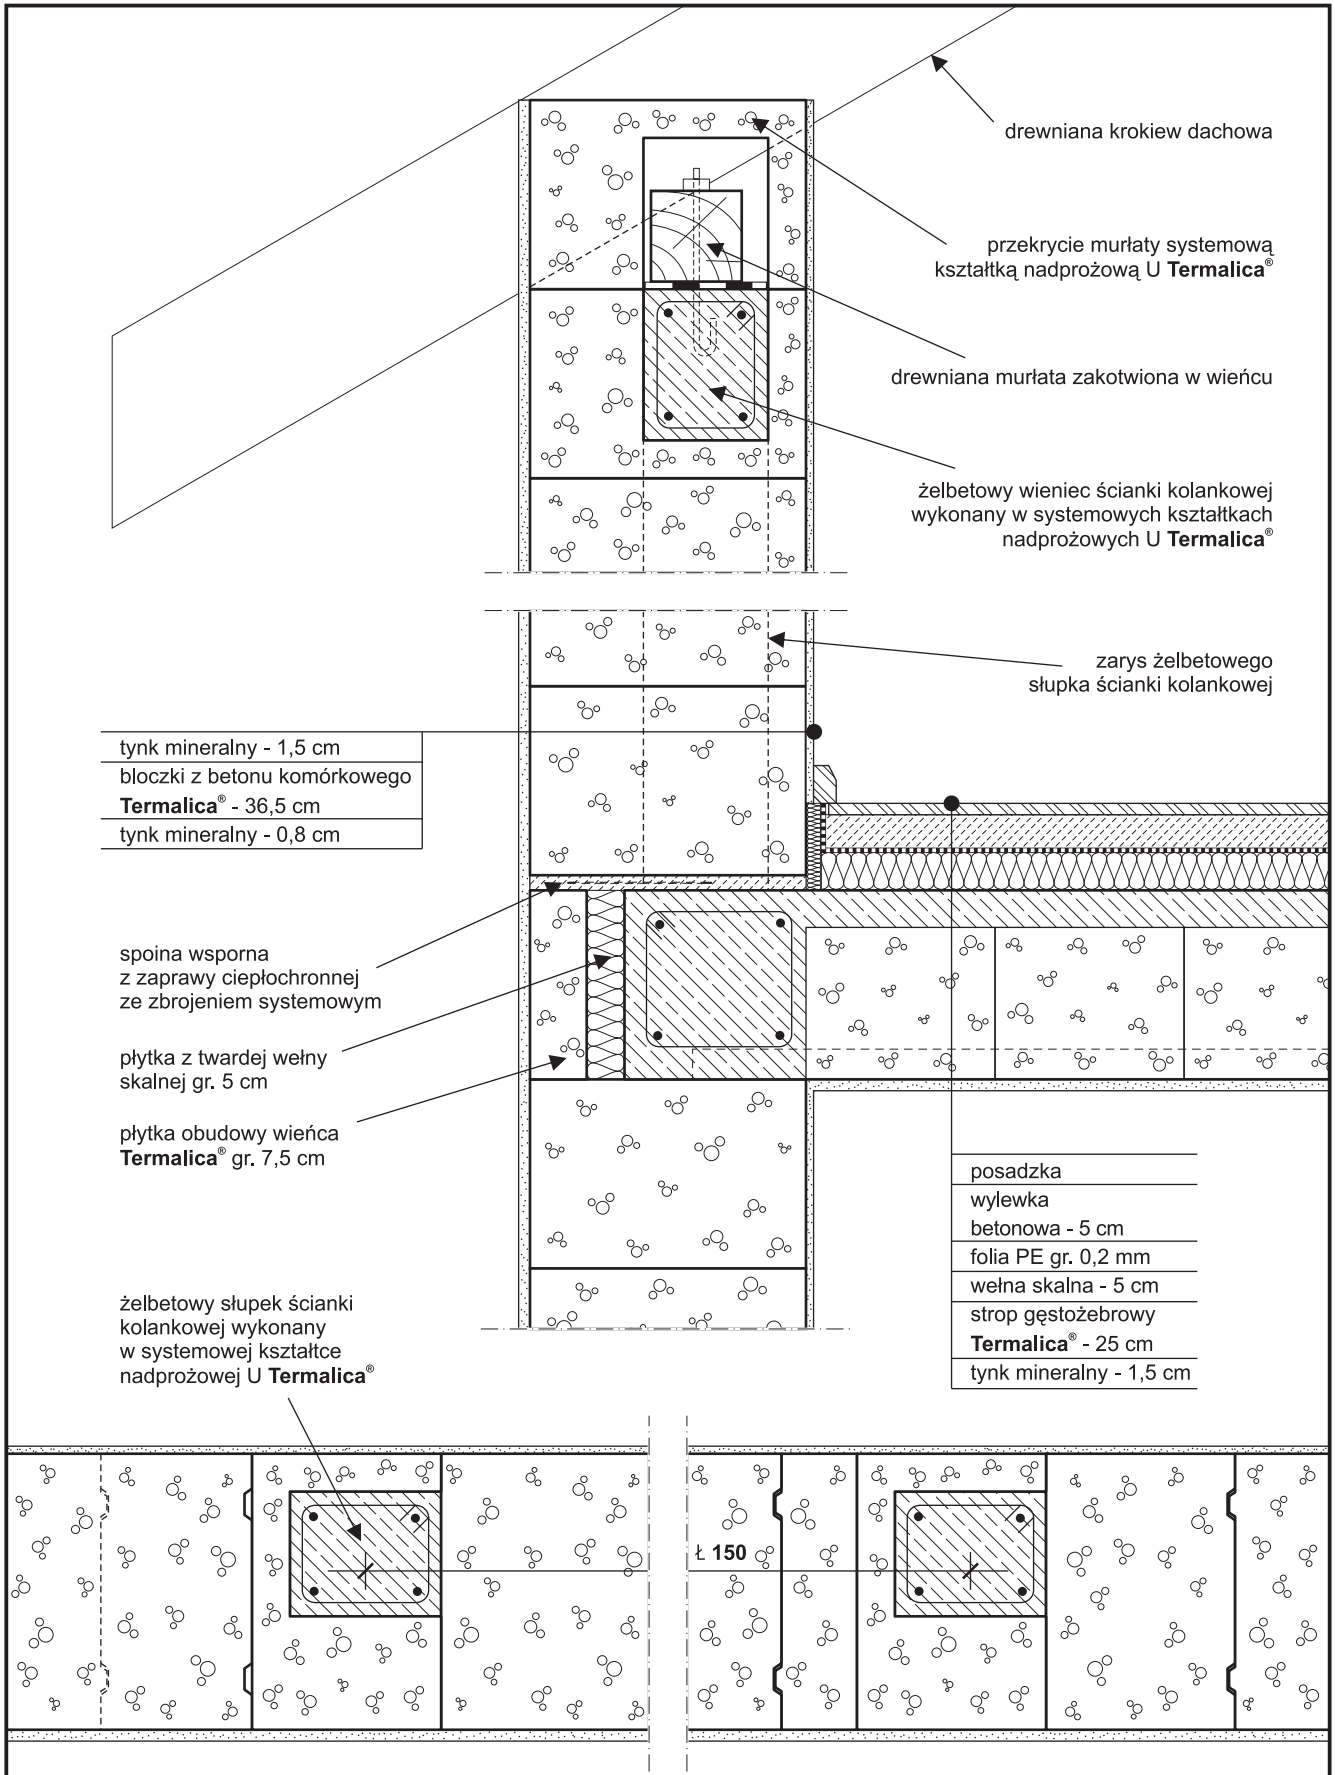 drewniana krokiew dachowa
przekrycie murłaty systemową
kształtką nadprożową U Termalica®
drewniana murłata zakotwiona w wieńcu
żelbetowy wieniec ścianki kolankowej
wykonany w systemowych kształtkach
nadprożowych U Termalica®
zarys żelbetowego
słupka ścianki kolankowej
tynk mineralny - 1,5 cm
bloczki z betonu komórkowego
Termalica® - 36,5 cm
tynk mineralny - 0,8 cm
spoina wsporna
z zaprawy ciepłochronnej
ze zbrojeniem systemowym
płytka z twardej wełny
skalnej gr. 5 cm
płytka obudowy wieńca
Termalica® gr. 7,5 cm
posadzka
wylewka
betonowa - 5 cm
folia PE gr. 0,2 mm
wełna skalna - 5 cm
strop gęstożebrowy
Termalica® - 25 cm
tynk mineralny - 1,5 cm
żelbetowy słupek ścianki
kolankowej wykonany
w systemowej kształtce
nadprożowej U Termalica®
Ł 150